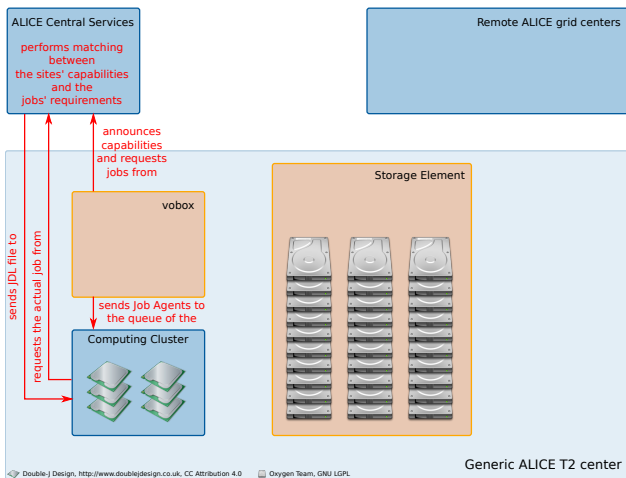 ALICE Central Services
performs matching
between
the sites' capabilities
and the
jobs' requirements
Remote ALICE grid centers
announces
capabilities
and requests
jobs from
vobox
Storage Element
sends JDL file to
requests the actual job from
sends Job Agents to
the queue of the
Computing Cluster
Generic ALICE T2 center
Double-J Design, http://www.doublejdesign.co.uk, CC Attribution 4.0
Oxygen Team, GNU LGPL